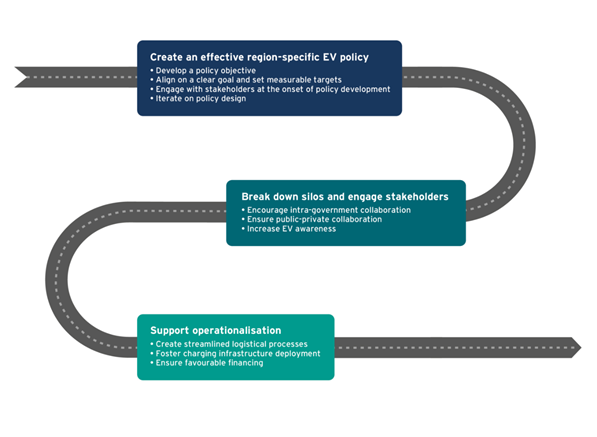 Create an effective region-specific EV policy
• Develop a policy objective
• Align on a clear goal and set measurable targets
• Engage with stakeholders at the onset of policy development
• Iterate on policy design
Break down silos and engage stakeholders
• Encourage intra-government collaboration
• Ensure public-private collaboration
• Increase EV awareness
Support operationalisation
• Create streamlined logistical processes
• Foster charging infrastructure deployment
• Ensure favourable financing